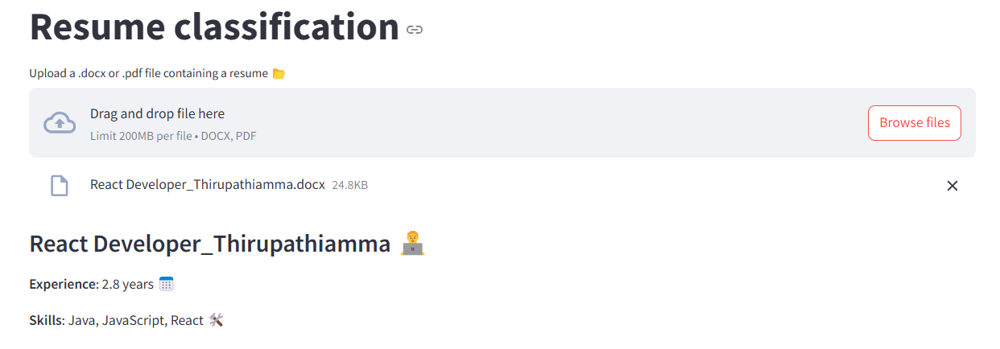 Resume classification
Upload a .docx or .pdf file containing a resume 📂
Drag and drop file here
Limit 200MB per file • DOCX, PDF
Browse files
React Developer_Thirupathiamma.docx 24.8KB
React Developer_Thirupathiamma 👨‍💻
Experience: 2.8 years 📅
Skills: Java, JavaScript, React 🛠️